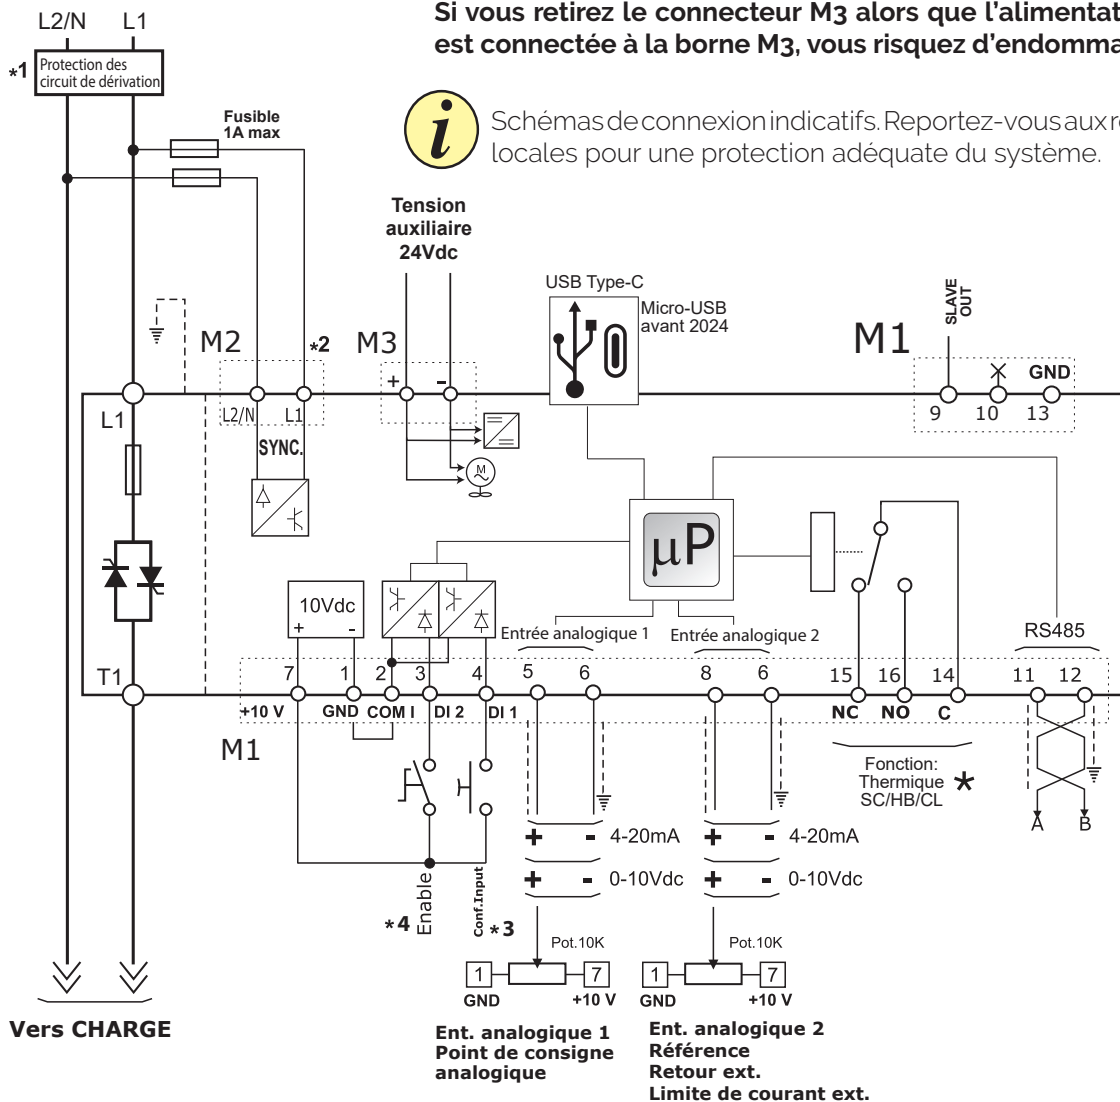 Si vous retirez le connecteur M3 alors que l'alimentat
est connectée à la borne M3, vous risquez d'endomma
L2/N L1
*1 Protection des
circuit de dérivation
Fusible
1A max
i
Schémas de connexion indicatifs. Reportez-vous aux r
locales pour une protection adéquate du système.
Tension
auxiliaire
24Vdc
USB Type-C
Micro-USB
avant 2024
SLAVE
OUT
M2 *2 M3 M1
+ -
GND
L1 L2/N L1 9 10 13
SYNC.
M
µP
10Vdc
+ -
Entrée analogique 1 Entrée analogique 2 RS485
T1 7 1 2 3 4 5 6 8 6 15 16 14 11 12
+10 V GND COM I DI 2 DI 1 NC NO C
M1
Fonction:
Thermique *
SC/HB/CL
A B
+ - 4-20mA + - 4-20mA
+ - 0-10Vdc + - 0-10Vdc
*4 Enable Conf.Input *3
Pot.10K Pot.10K
1 7 1 7
GND +10 V GND +10 V
Vers CHARGE
Ent. analogique 1
Point de consigne
analogique
Ent. analogique 2
Référence
Retour ext.
Limite de courant ext.